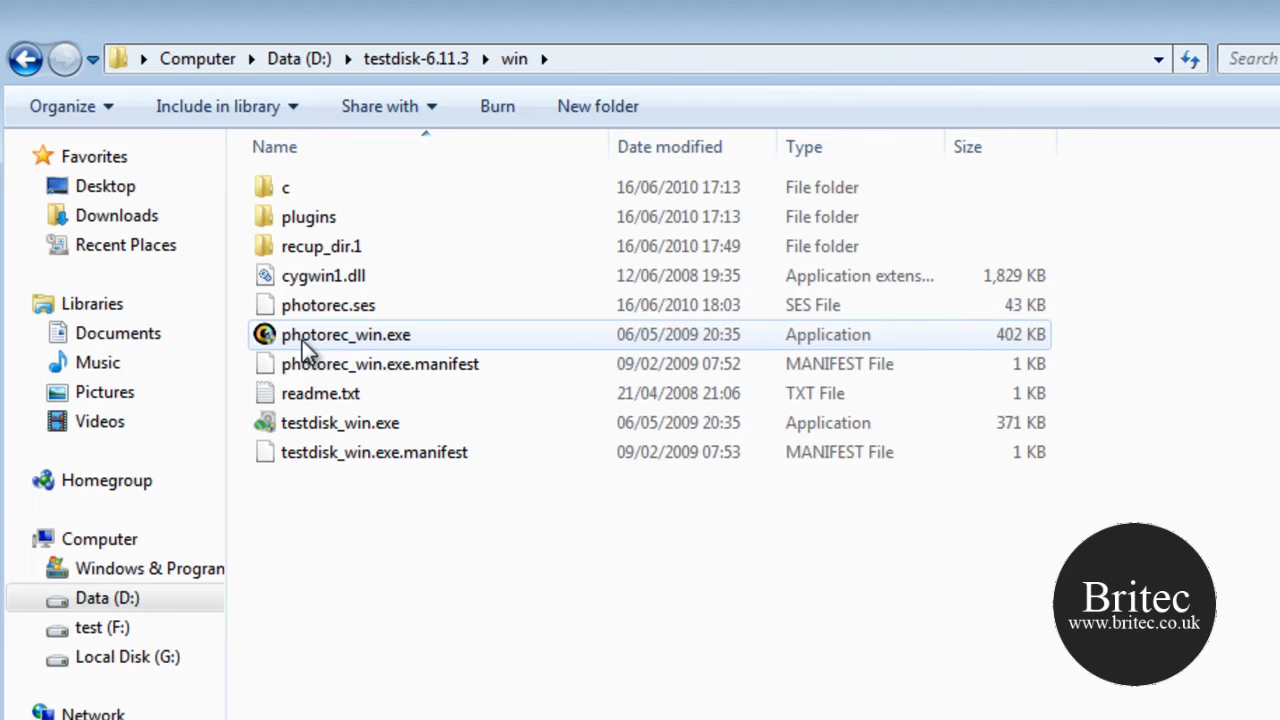 Computer Data (D:) testdisk-6.11.3 win Search
Organize Include in library Share with Burn New folder
Name Date modified Type Size
Favorites
Desktop
Downloads
Recent Places
Libraries
Documents
Music
Pictures
Videos
Homegroup
Computer
Windows & Progran
Data (D:)
test (F:)
Local Disk (G:)
Network
c 16/06/2010 17:13 File folder
plugins 16/06/2010 17:13 File folder
recup_dir.1 16/06/2010 17:49 File folder
cygwin1.dll 12/06/2008 19:35 Application extens... 1,829 KB
photorec.ses 16/06/2010 18:03 SES File 43 KB
photorec_win.exe 06/05/2009 20:35 Application 402 KB
photorec_win.exe.manifest 09/02/2009 07:52 MANIFEST File 1 KB
readme.txt 21/04/2008 21:06 TXT File 1 KB
testdisk_win.exe 06/05/2009 20:35 Application 371 KB
testdisk_win.exe.manifest 09/02/2009 07:53 MANIFEST File 1 KB
Britec
www.britec.co.uk